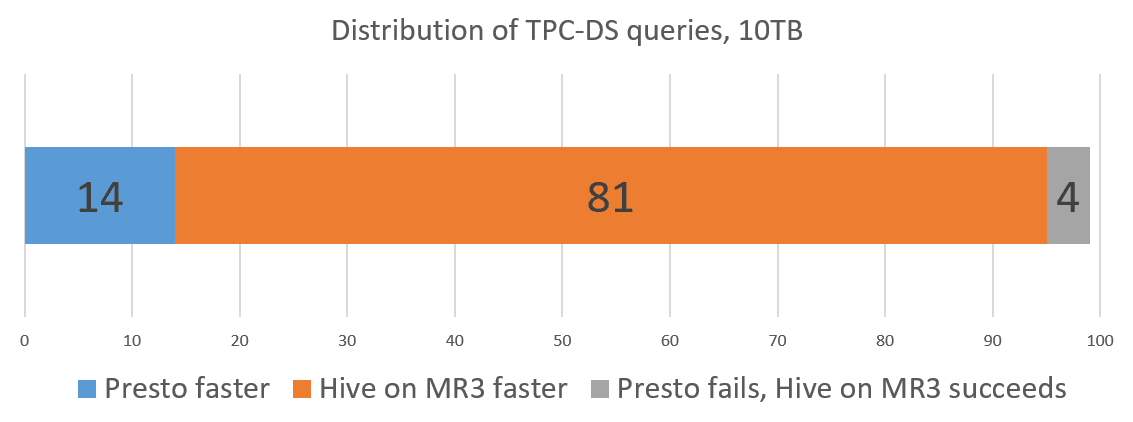 Distribution of TPC-DS queries, 10TB
14 81 4
0 10 20 30 40 50 60 70 80 90 100
Presto faster Hive on MR3 faster Presto fails, Hive on MR3 succeeds